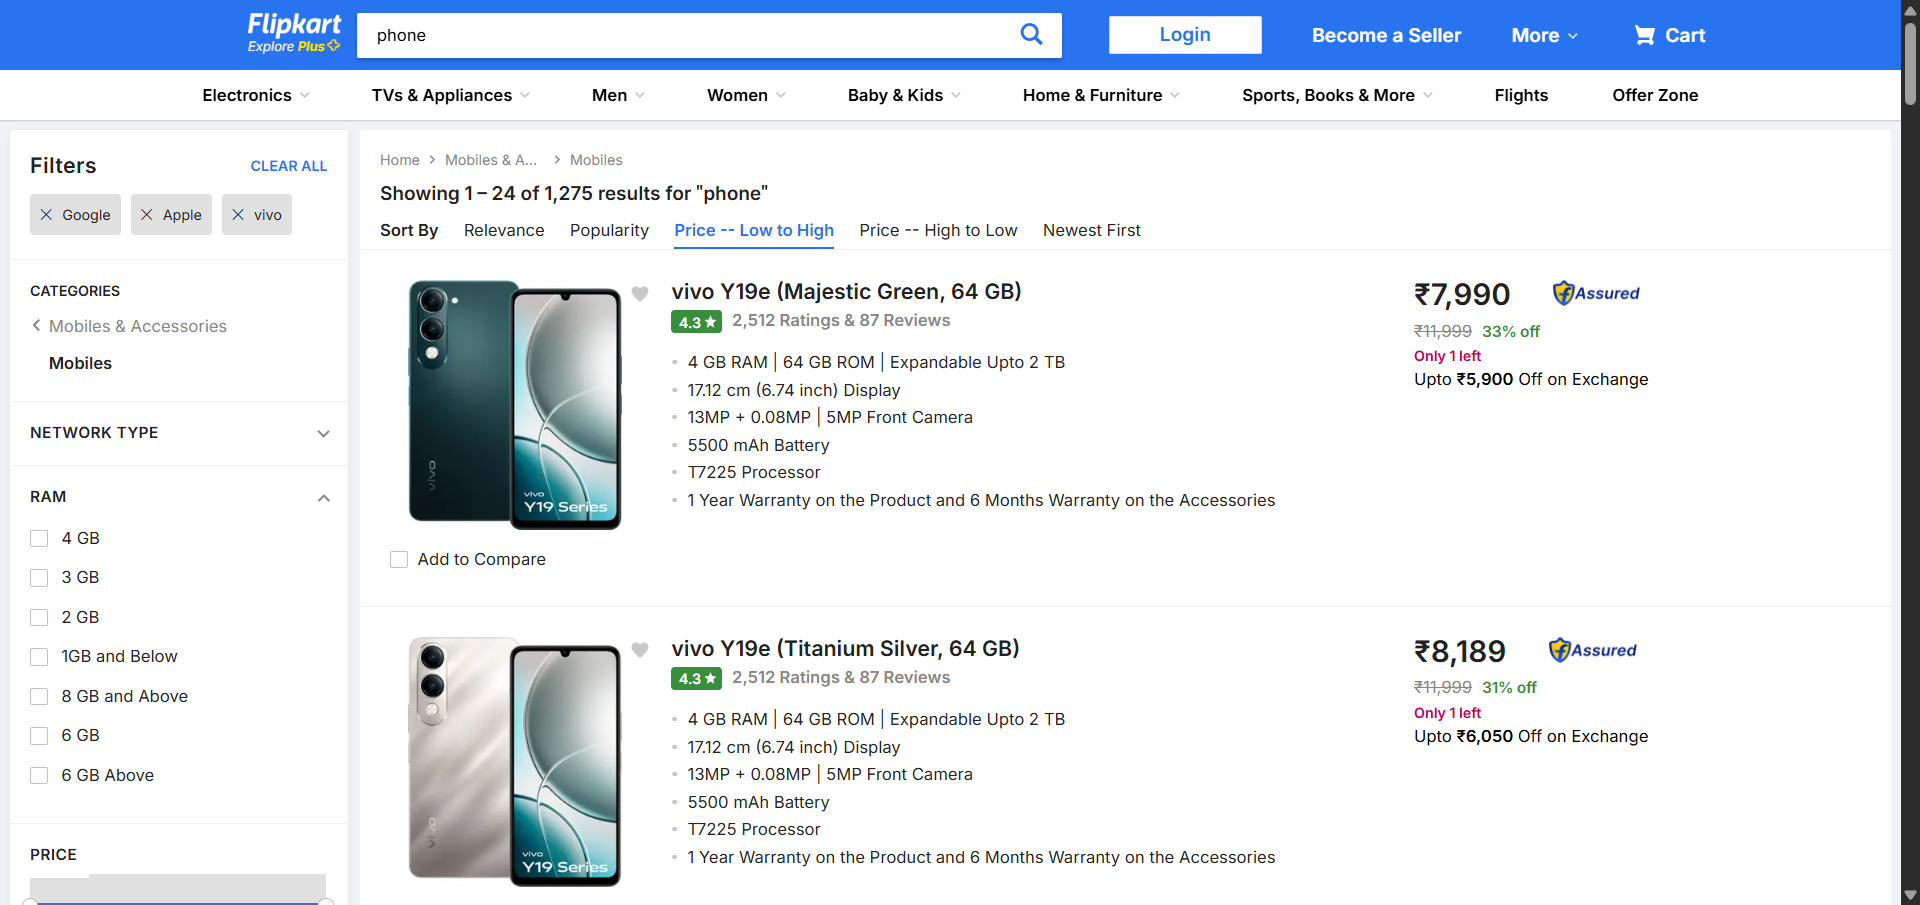 Flipkart
Explore Plus
phone
Login
Become a Seller
More
Cart
Electronics
TVs & Appliances
Men
Women
Baby & Kids
Home & Furniture
Sports, Books & More
Flights
Offer Zone
Filters
CLEAR ALL
Google
Apple
vivo
CATEGORIES
Mobiles & Accessories
Mobiles
NETWORK TYPE
RAM
4 GB
3 GB
2 GB
1GB and Below
8 GB and Above
6 GB
6 GB Above
PRICE
Home
Mobiles & A...
Mobiles
Showing 1 – 24 of 1,275 results for "phone"
Sort By
Relevance
Popularity
Price -- Low to High
Price -- High to Low
Newest First
vivo
vivo
Y19 Series
Add to Compare
vivo Y19e (Majestic Green, 64 GB)
4.3 ★
2,512 Ratings & 87 Reviews
4 GB RAM | 64 GB ROM | Expandable Upto 2 TB
17.12 cm (6.74 inch) Display
13MP + 0.08MP | 5MP Front Camera
5500 mAh Battery
T7225 Processor
1 Year Warranty on the Product and 6 Months Warranty on the Accessories
₹7,990
Assured
₹11,999 33% off
Only 1 left
Upto ₹5,900 Off on Exchange
vivo
vivo
Y19 Series
vivo Y19e (Titanium Silver, 64 GB)
4.3 ★
2,512 Ratings & 87 Reviews
4 GB RAM | 64 GB ROM | Expandable Upto 2 TB
17.12 cm (6.74 inch) Display
13MP + 0.08MP | 5MP Front Camera
5500 mAh Battery
T7225 Processor
1 Year Warranty on the Product and 6 Months Warranty on the Accessories
₹8,189
Assured
₹11,999 31% off
Only 1 left
Upto ₹6,050 Off on Exchange